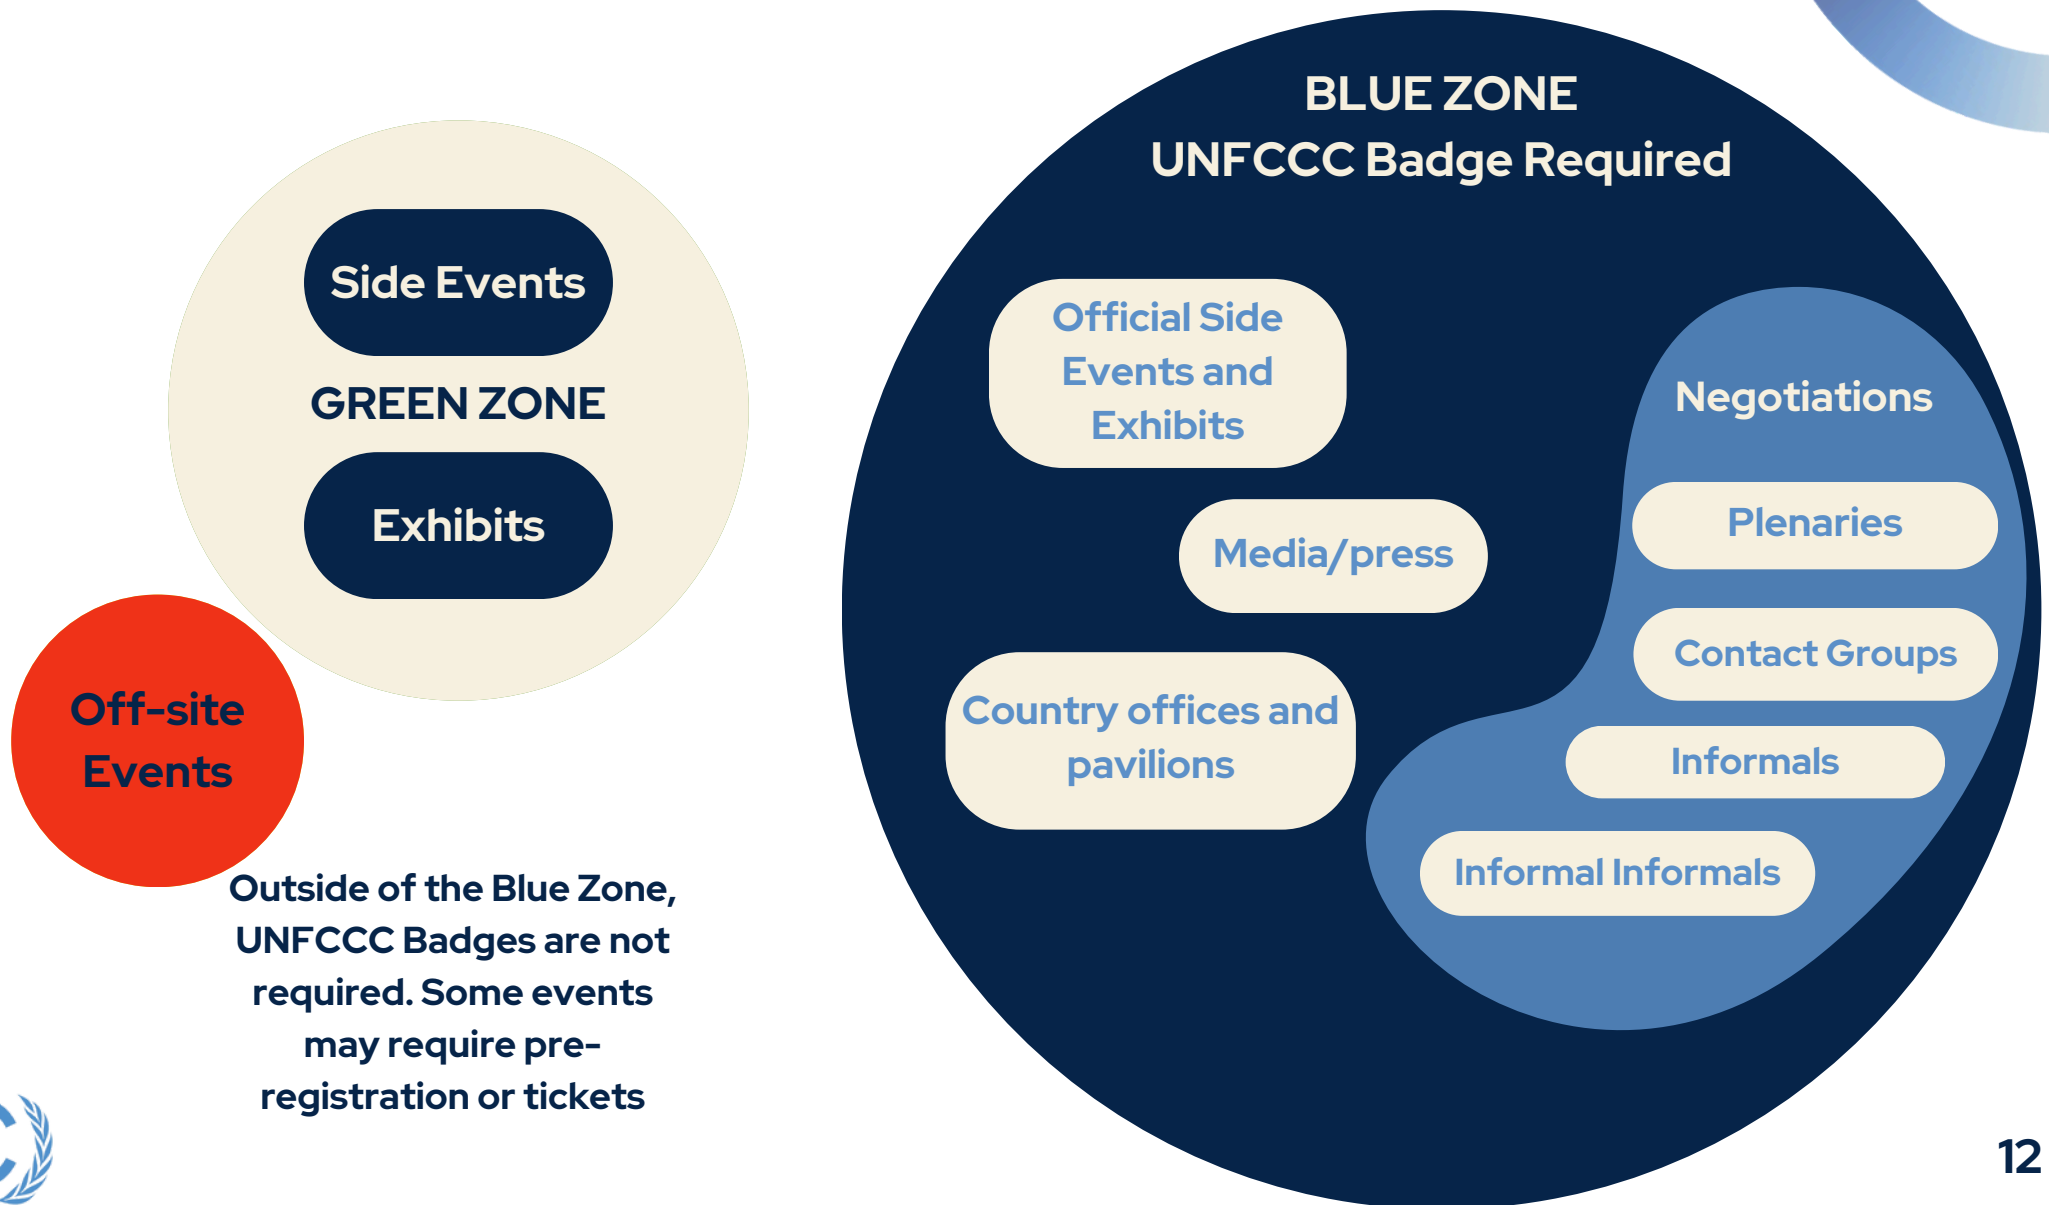 Side Events
GREEN ZONE
Exhibits
Off-site
Events
Outside of the Blue Zone,
UNFCCC Badges are not
required. Some events
may require pre-
registration or tickets
BLUE ZONE
UNFCCC Badge Required
Official Side
Events and
Exhibits
Media/press
Country offices and
pavilions
Negotiations
Plenaries
Contact Groups
Informals
Informal Informals
12